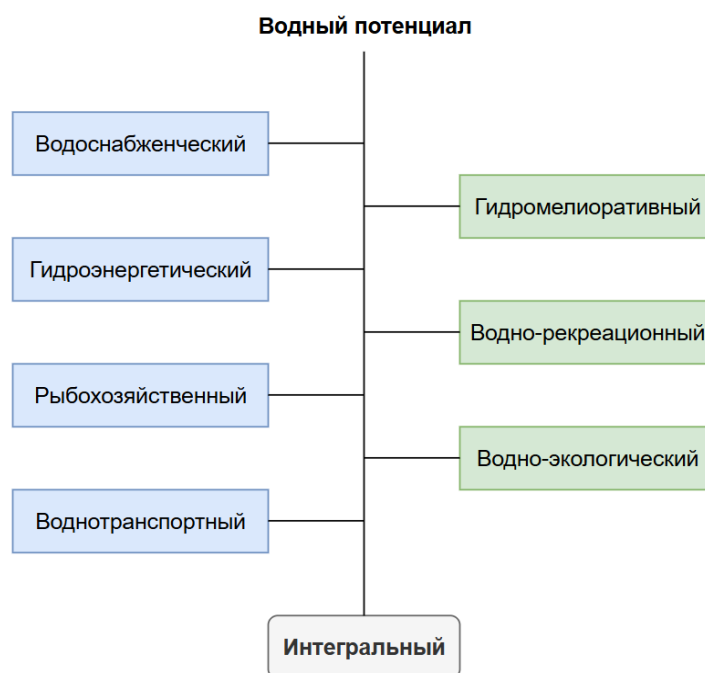 Водный потенциал
Водоснабженческий
Гидромелиоративный
Гидроэнергетический
Водно-рекреационный
Рыбохозяйственный
Водно-экологический
Воднотранспортный
Интегральный